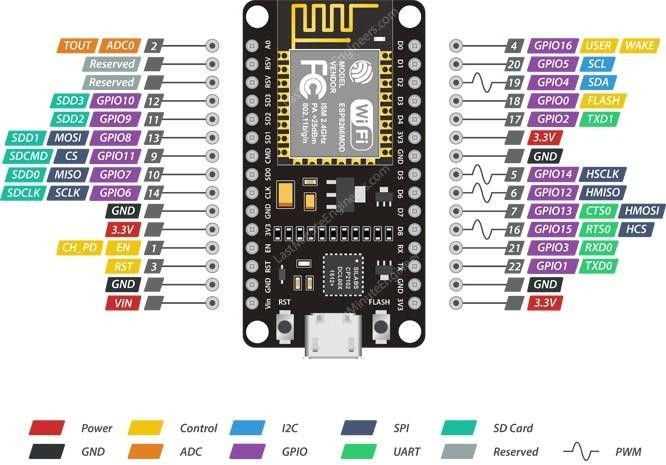 TOUT ADC0 2
Reserved
Reserved
SDD3 GPIO10 12
SDD2 GPIO9 11
SDD1 MOSI GPIO8 13
SDCMD CS GPIO11 9
SDD0 MISO GPIO7 10
SDCLK SCLK GPIO6 14
GND
3.3V
CH_PD EN 1
RST 3
GND
VIN
A0
RSV
RSV
SD3
SD2
SD1
CMD
SD0
CLK
GND
3V3
EN
RST
GND
Vin
MODEL
VENDOR
ESP8266MOD
WiFi
FC
ISM 2.4GHz
PA +25dBm
802.11b/g/n
LastMinuteEngineers.com
SILABS
CP2102
DCL00X
1512+
RST
FLASH
D0
D1
D2
D3
D4
3V3
GND
D5
D6
D7
D8
RX
TX
GND
3V3
4 GPIO16 USER WAKE
20 GPIO5 SCL
19 GPIO4 SDA
18 GPIO0 FLASH
17 GPIO2 TXD1
3.3V
GND
5 GPIO14 HSCLK
6 GPIO12 HMISO
7 GPIO13 CTS0 HMOSI
16 GPIO15 RTS0 HCS
21 GPIO3 RXD0
22 GPIO1 TXD0
GND
3.3V
Power Control I2C SPI SD Card
GND ADC GPIO UART Reserved PWM